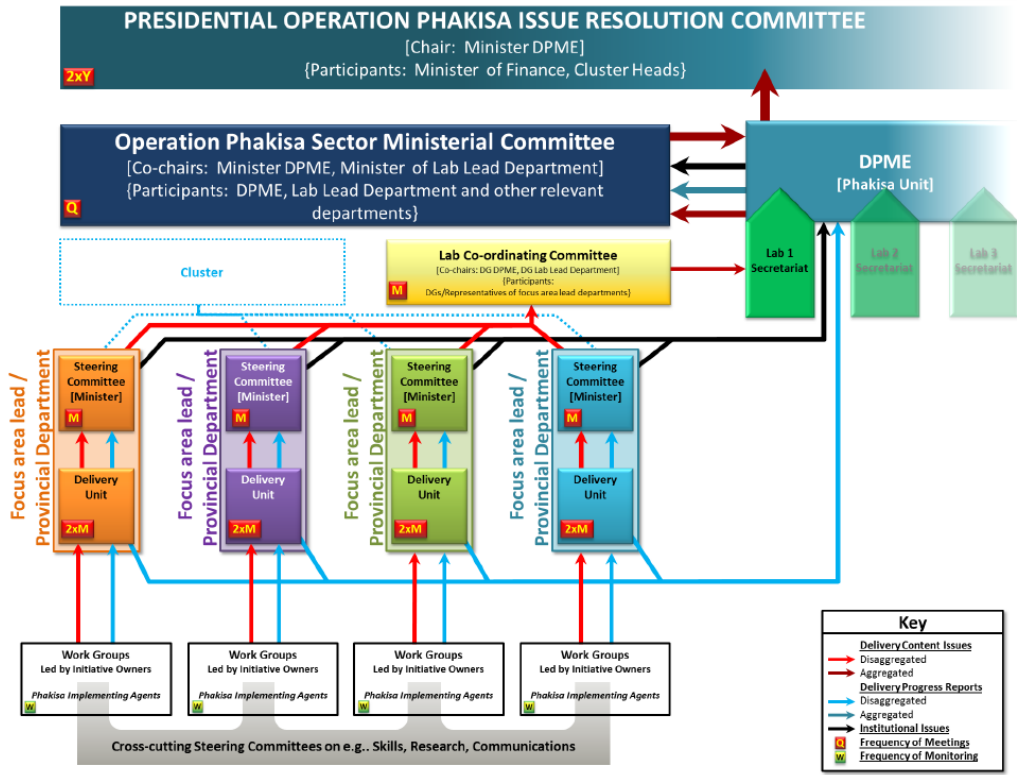 PRESIDENTIAL OPERATION PHAKISA ISSUE RESOLUTION COMMITTEE
[Chair: Minister DPME]
{Participants: Minister of Finance, Cluster Heads}
2xY
Operation Phakisa Sector Ministerial Committee
[Co-chairs: Minister DPME, Minister of Lab Lead Department]
{Participants: DPME, Lab Lead Department and other relevant
departments}
Q
DPME
[Phakisa Unit]
Lab 1
Secretariat
Lab 2
Secretariat
Lab 3
Secretariat
Cluster
Lab Co-ordinating Committee
[Co-chairs: DG DPME, DG Lab Lead Department]
{Participants:
DGs/Representatives of focus area lead departments}
M
Focus area lead /
Provincial Department
Steering
Committee
[Minister]
M
Delivery
Unit
2xM
Focus area lead /
Provincial Department
Steering
Committee
[Minister]
M
Delivery
Unit
2xM
Focus area lead /
Provincial Department
Steering
Committee
[Minister]
M
Delivery
Unit
2xM
Focus area lead /
Provincial Department
Steering
Committee
[Minister]
M
Delivery
Unit
2xM
Work Groups
Led by Initiative Owners
Phakisa Implementing Agents
W
Work Groups
Led by Initiative Owners
Phakisa Implementing Agents
W
Work Groups
Led by Initiative Owners
Phakisa Implementing Agents
W
Work Groups
Led by Initiative Owners
Phakisa Implementing Agents
W
Cross-cutting Steering Committees on e.g.. Skills, Research, Communications
Key
Delivery Content Issues
Disaggregated
Aggregated
Delivery Progress Reports
Disaggregated
Aggregated
Institutional Issues
Q Frequency of Meetings
W Frequency of Monitoring